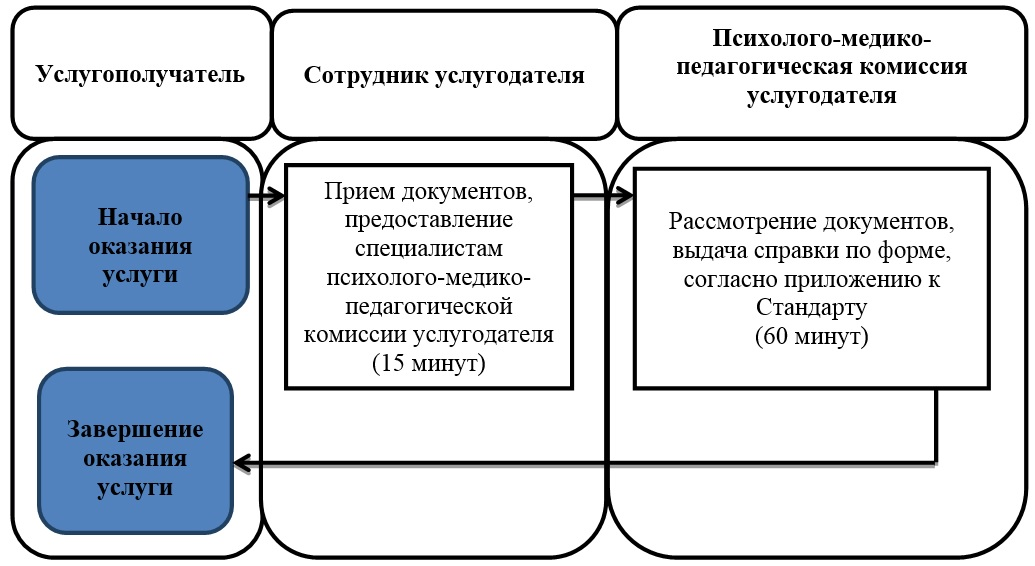 Услугополучатель
Сотрудник услугодателя
Психолого-медико-
педагогическая комиссия
услугодателя
Начало
оказания
услуги
Прием документов,
предоставление
специалистам
психолого-медико-
педагогической
комиссии услугодателя
(15 минут)
Рассмотрение документов,
выдача справки по форме,
согласно приложению к
Стандарту
(60 минут)
Завершение
оказания
услуги